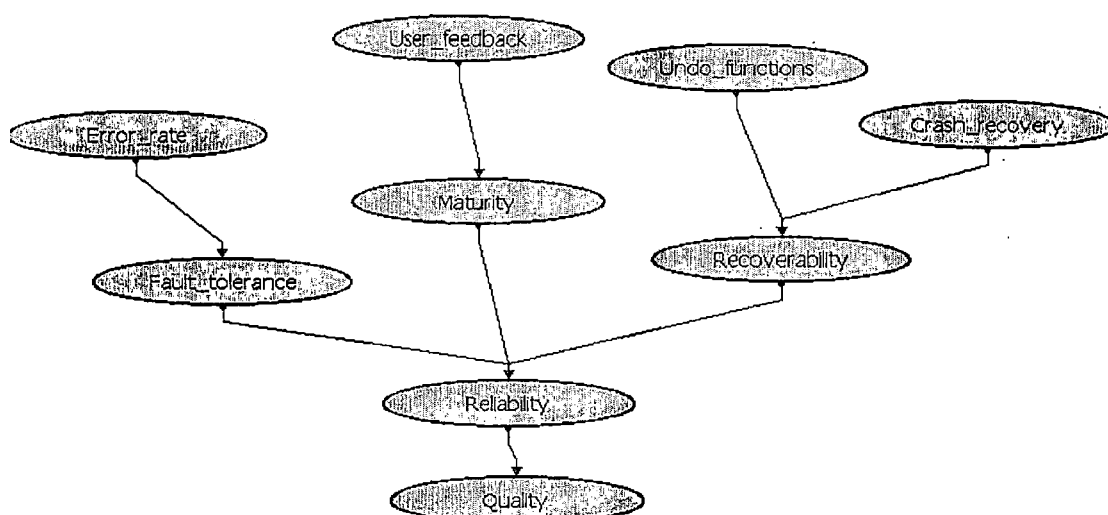 User_feedback
Undo_functions
Error_rate
Crash_recovery
Maturity
Recoverability
Fault_tolerance
Reliability
Quality